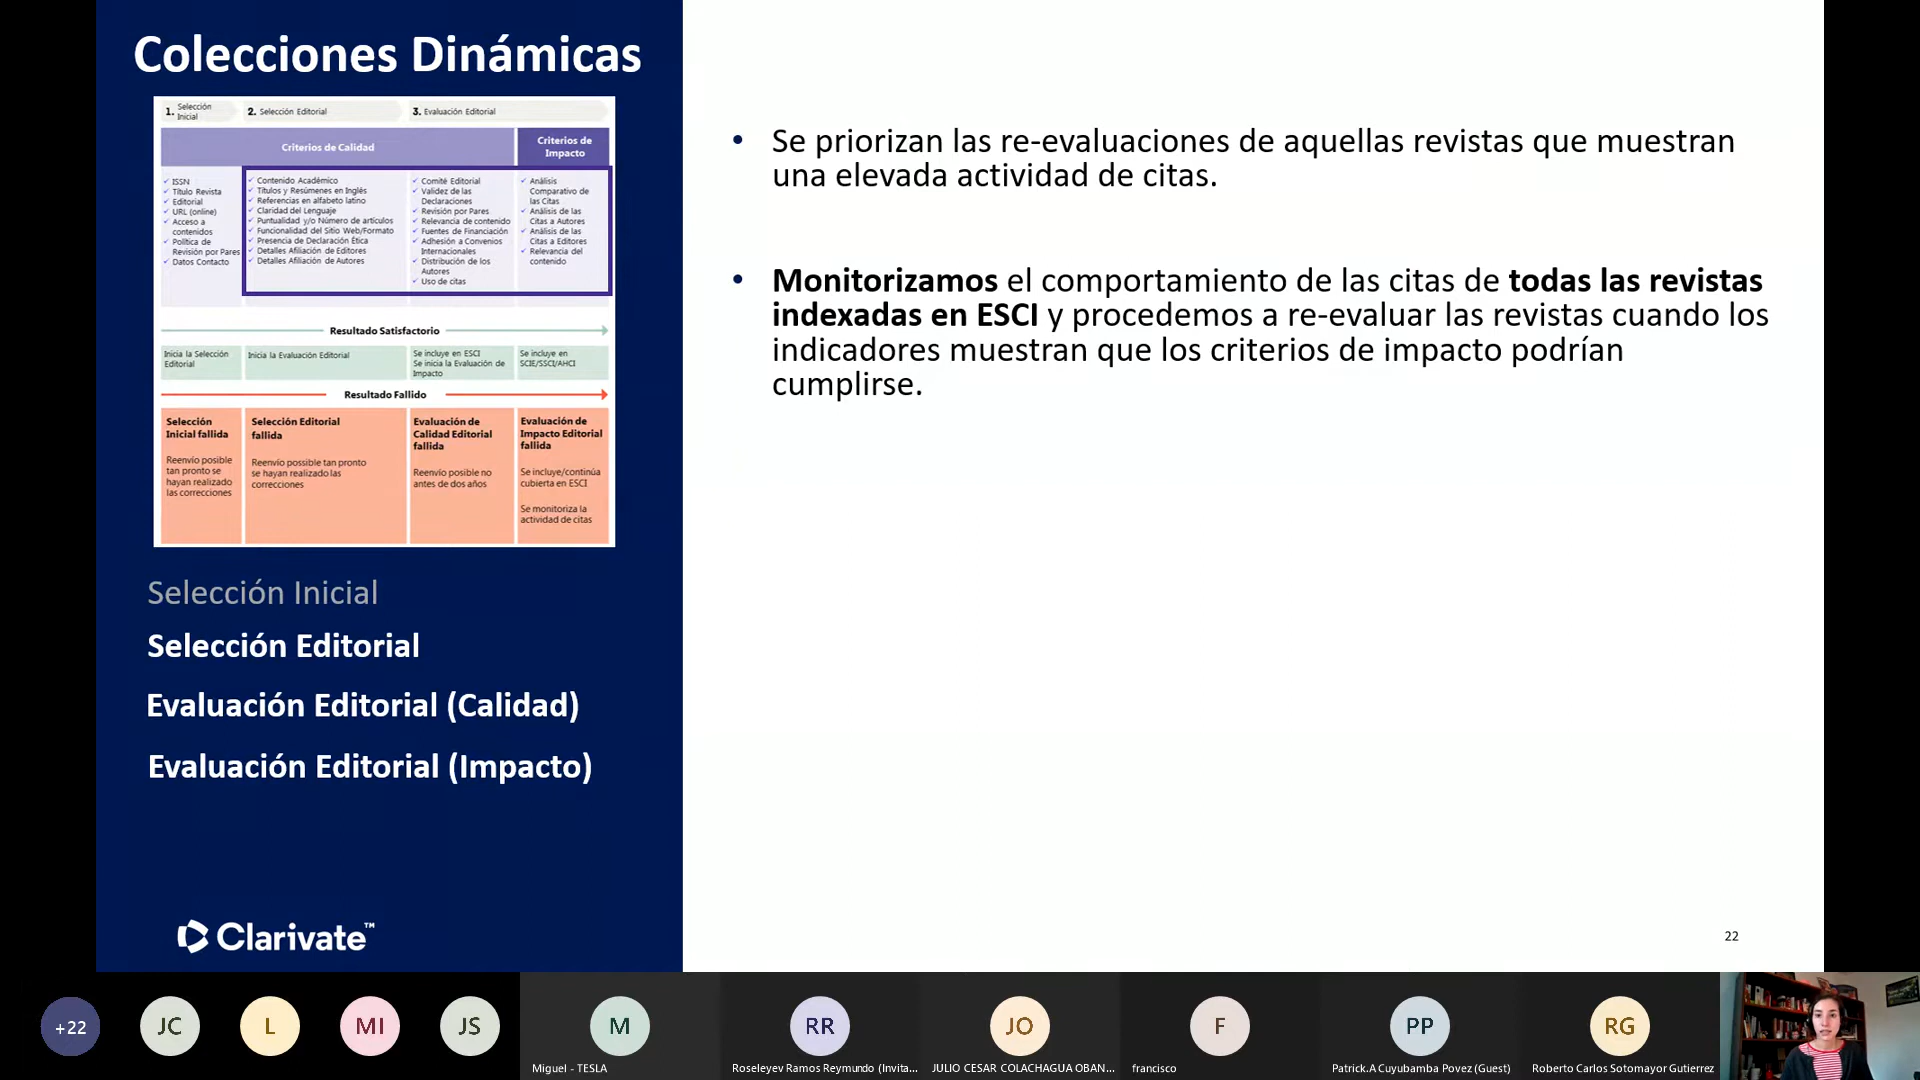 Colecciones Dinámicas
1. Selección
Inicial
2. Selección Editorial
3. Evaluación Editorial
Criterios de Calidad
Criterios de
Impacto
✓ ISSN
✓ Título Revista
✓ Editorial
✓ URL (online)
✓ Acceso a
contenidos
✓ Política de
Revisión por Pares
✓ Datos Contacto
✓ Contenido Académico
✓ Títulos y Resúmenes en Inglés
✓ Referencias en alfabeto latino
✓ Claridad del Lenguaje
✓ Puntualidad y/o Número de artículos
✓ Funcionalidad del Sitio Web/Formato
✓ Presencia de Declaración Ética
✓ Detalles Afiliación de Editores
✓ Detalles Afiliación de Autores
✓ Comité Editorial
✓ Validez de las
Declaraciones
✓ Revisión por Pares
✓ Relevancia de contenido
✓ Fuentes de Financiación
✓ Adhesión a Convenios
Internacionales
✓ Distribución de los
Autores
✓ Uso de citas
✓ Análisis
Comparativo de
las Citas
✓ Análisis de las
Citas a Autores
✓ Análisis de las
Citas a Editores
✓ Relevancia del
contenido
Resultado Satisfactorio
Inicia la Selección
Editorial
Inicia la Evaluación Editorial
Se incluye en ESCI
Se inicia la Evaluación de
Impacto
Se incluye en
SCIE/SSCI/AHCI
Resultado Fallido
Selección
Inicial fallida
Reenvío posible
tan pronto se
hayan realizado
las correcciones
Selección Editorial
fallida
Reenvío possible tan pronto
se hayan realizado las
correcciones
Evaluación de
Calidad Editorial
fallida
Reenvío posible no
antes de dos años
Evaluación de
Impacto Editorial
fallida
Se incluye/continúa
cubierta en ESCI
Se monitoriza la
actividad de citas
Selección Inicial
Selección Editorial
Evaluación Editorial (Calidad)
Evaluación Editorial (Impacto)
Clarivate™
• Se priorizan las re-evaluaciones de aquellas revistas que muestran
una elevada actividad de citas.
• Monitorizamos el comportamiento de las citas de todas las revistas
indexadas en ESCI y procedemos a re-evaluar las revistas cuando los
indicadores muestran que los criterios de impacto podrían
cumplirse.
22
+22
JC
L
MI
JS
M
Miguel - TESLA
RR
Roseleyev Ramos Reymundo (Invita...
JO
JULIO CESAR COLACHAGUA OBAN...
F
francisco
PP
Patrick.A Cuyubamba Povez (Guest)
RG
Roberto Carlos Sotomayor Gutierrez